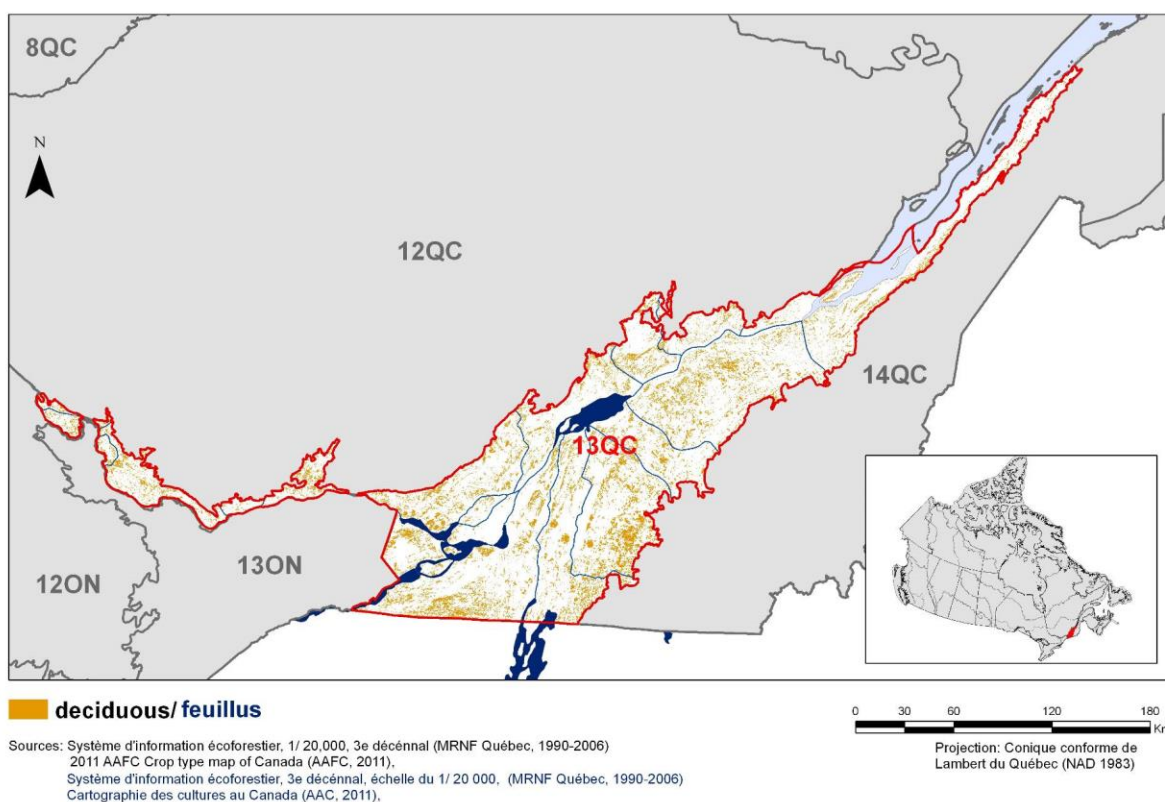 8QC
N
12QC
14QC
13QC
13ON
12ON
deciduous/ feuillus
0 30 60 120 180
Km
Sources: Système d'information écoforestier, 1/ 20,000, 3e décénnal (MRNF Québec, 1990-2006)
2011 AAFC Crop type map of Canada (AAFC, 2011),
Système d'information écoforestier, 3e décénnal, échelle du 1/ 20 000, (MRNF Québec, 1990-2006)
Cartographie des cultures au Canada (AAC, 2011),
Projection: Conique conforme de
Lambert du Québec (NAD 1983)